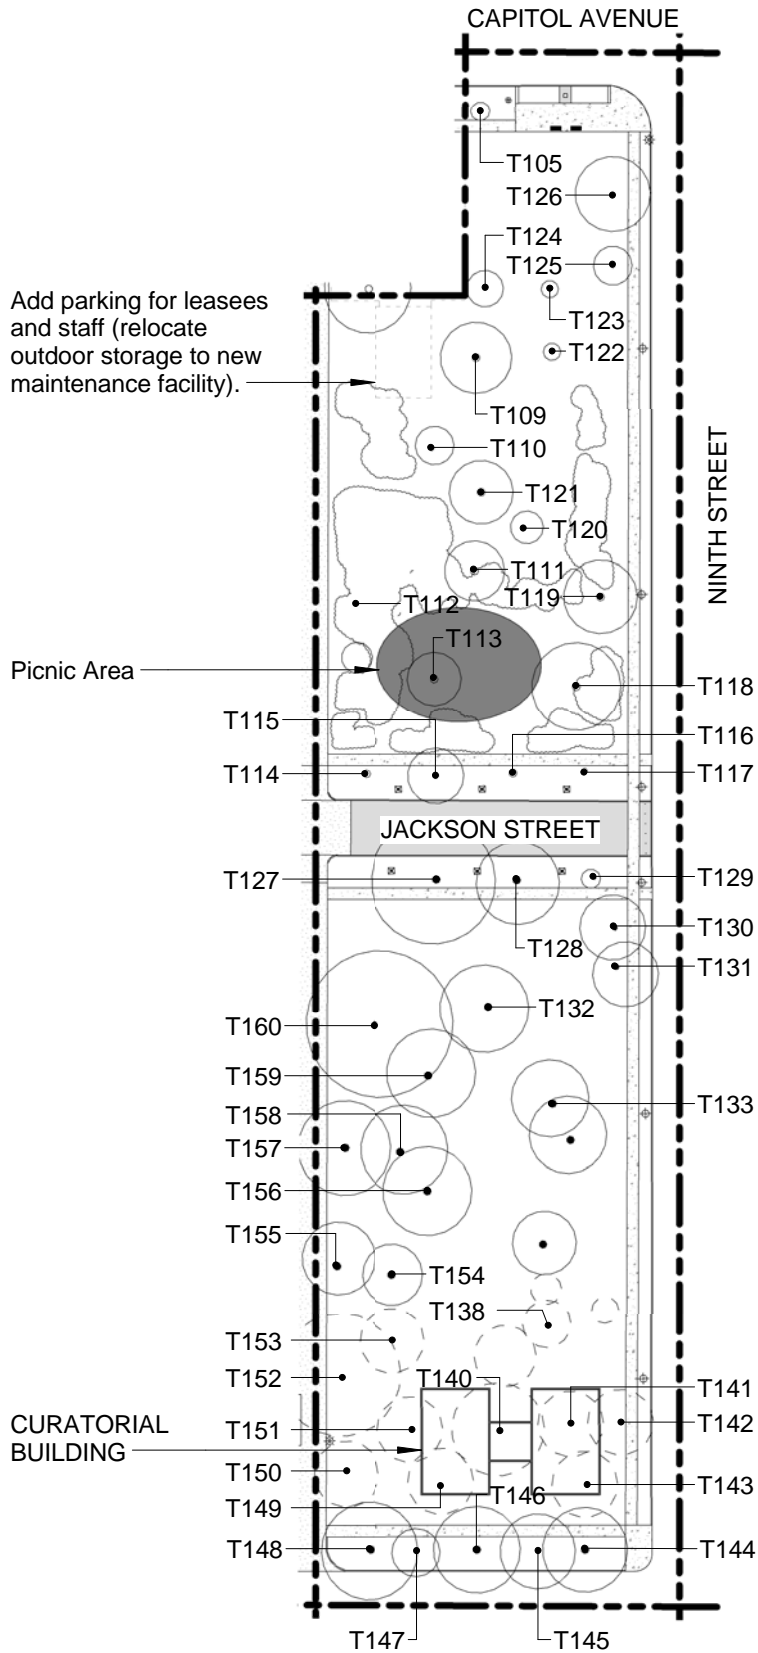 CAPITOL AVENUE
T105
T126
T124
T125
Add parking for leasees
and staff (relocate
outdoor storage to new
maintenance facility).
T123
T122
T109
T110
NINTH STREET
T121
T120
T111
T112
T119
T113
Picnic Area
T118
T115
T116
T114
T117
JACKSON STREET
T127
T129
T130
T128
T131
T132
T160
T159
T158
T133
T157
T156
T155
T154
T138
T153
T152
T140
T141
T151
T142
CURATORIAL
BUILDING
T150
T143
T146
T149
T148
T144
T147
T145